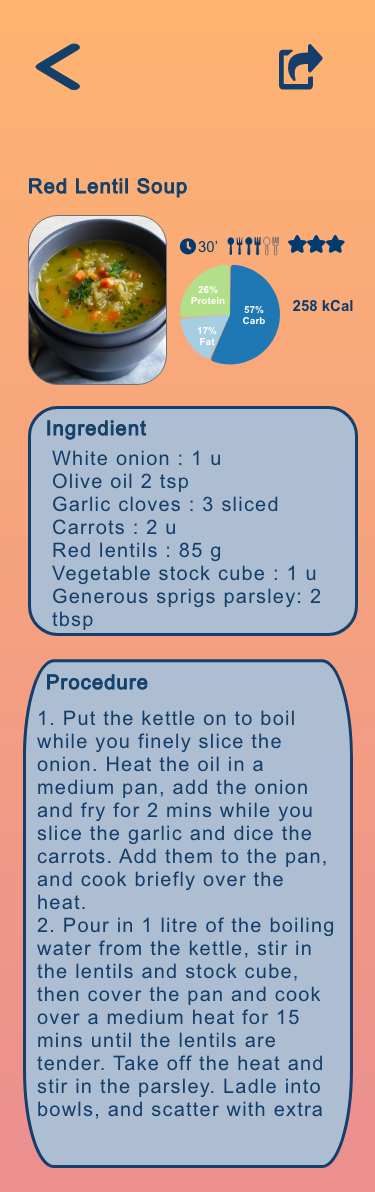 Red Lentil Soup
30'
26%
Protein
57%
Carb
17%
Fat
258 kCal
Ingredient
White onion : 1 u
Olive oil 2 tsp
Garlic cloves : 3 sliced
Carrots : 2 u
Red lentils : 85 g
Vegetable stock cube : 1 u
Generous sprigs parsley: 2
tbsp
Procedure
1. Put the kettle on to boil
while you finely slice the
onion. Heat the oil in a
medium pan, add the onion
and fry for 2 mins while you
slice the garlic and dice the
carrots. Add them to the pan,
and cook briefly over the
heat.
2. Pour in 1 litre of the boiling
water from the kettle, stir in
the lentils and stock cube,
then cover the pan and cook
over a medium heat for 15
mins until the lentils are
tender. Take off the heat and
stir in the parsley. Ladle into
bowls, and scatter with extra